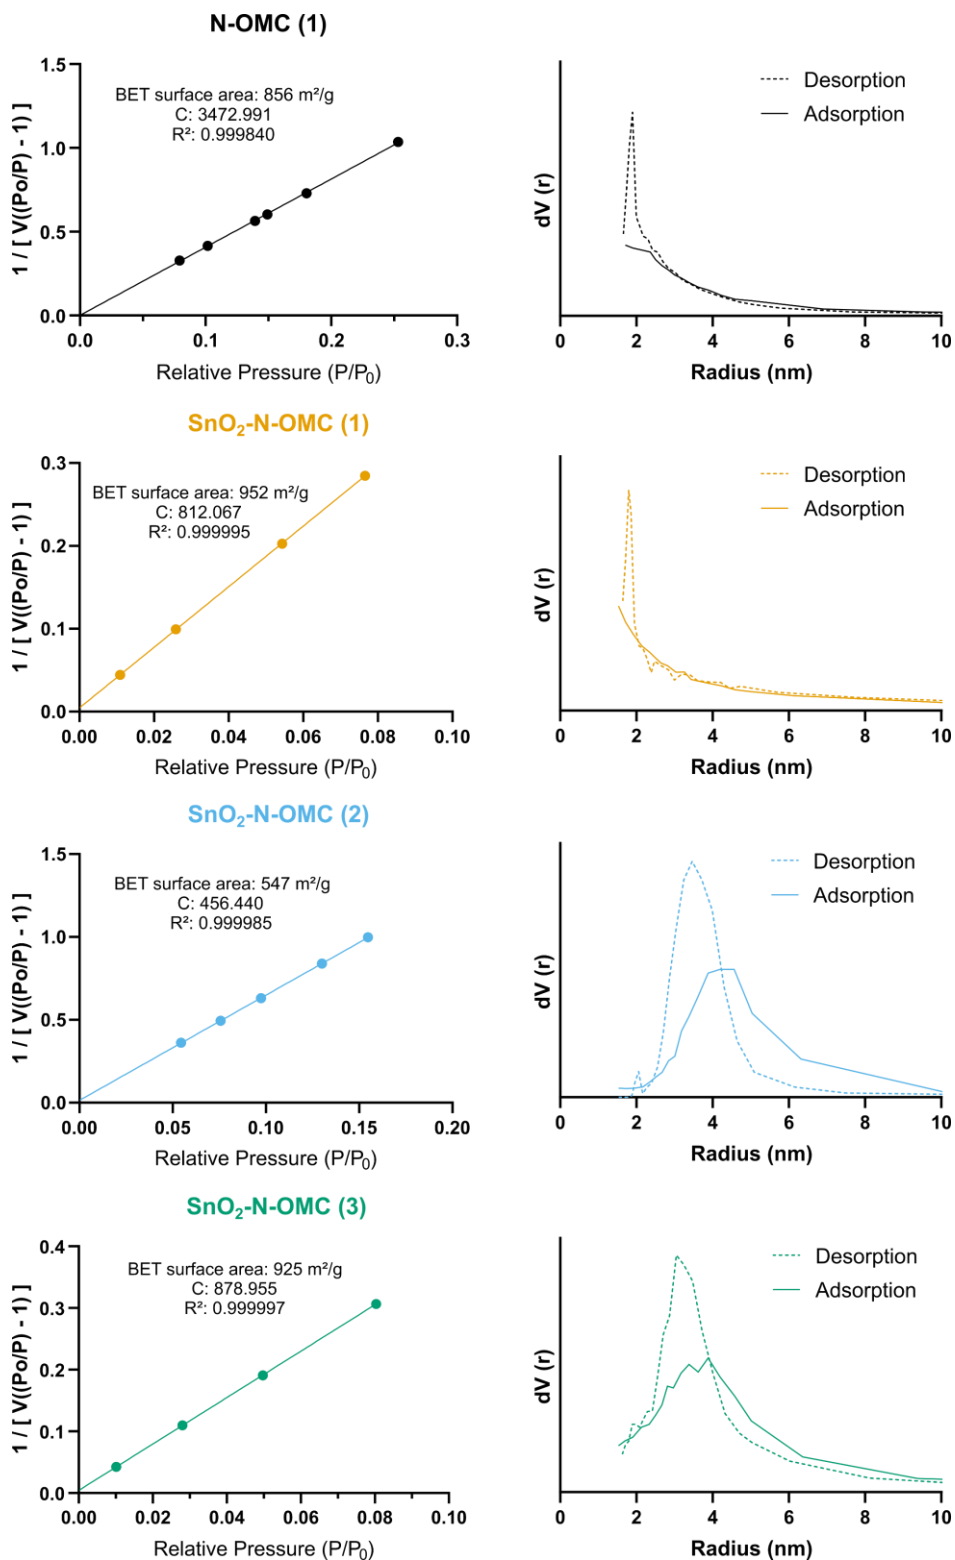 N-OMC (1)
1.5
1.0
0.5
0.0
1 / [ V((Po/P) - 1) ]
BET surface area: 856 m²/g
C: 3472.991
R²: 0.999840
0.0
0.1
0.2
0.3
Relative Pressure (P/P₀)
dV (r)
Desorption
Adsorption
0
2
4
6
8
10
Radius (nm)
SnO₂-N-OMC (1)
0.3
0.2
0.1
0.0
1 / [ V((Po/P) - 1) ]
BET surface area: 952 m²/g
C: 812.067
R²: 0.999995
0.00
0.02
0.04
0.06
0.08
0.10
Relative Pressure (P/P₀)
dV (r)
Desorption
Adsorption
0
2
4
6
8
10
Radius (nm)
SnO₂-N-OMC (2)
1.5
1.0
0.5
0.0
1 / [ V((Po/P) - 1) ]
BET surface area: 547 m²/g
C: 456.440
R²: 0.999985
0.00
0.05
0.10
0.15
0.20
Relative Pressure (P/P₀)
dV (r)
Desorption
Adsorption
0
2
4
6
8
10
Radius (nm)
SnO₂-N-OMC (3)
0.4
0.3
0.2
0.1
0.0
1 / [ V((Po/P) - 1) ]
BET surface area: 925 m²/g
C: 878.955
R²: 0.999997
0.00
0.02
0.04
0.06
0.08
0.10
Relative Pressure (P/P₀)
dV (r)
Desorption
Adsorption
0
2
4
6
8
10
Radius (nm)